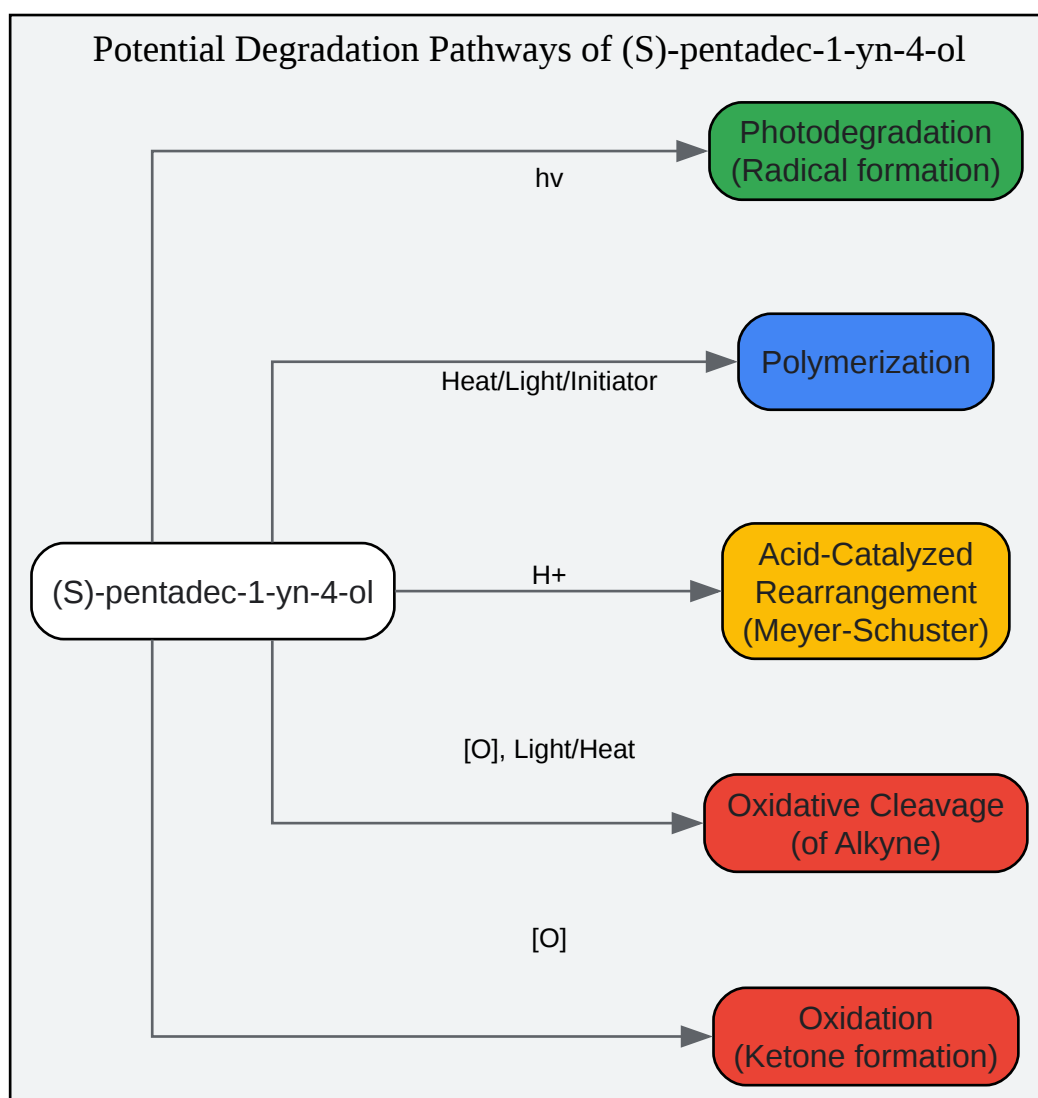 Potential Degradation Pathways of (S)-pentadec-1-yn-4-ol
Photodegradation
(Radical formation)
hv
Polymerization
Heat/Light/Initiator
Acid-Catalyzed
Rearrangement
(Meyer-Schuster)
H+
(S)-pentadec-1-yn-4-ol
[O], Light/Heat
Oxidative Cleavage
(of Alkyne)
[O]
Oxidation
(Ketone formation)